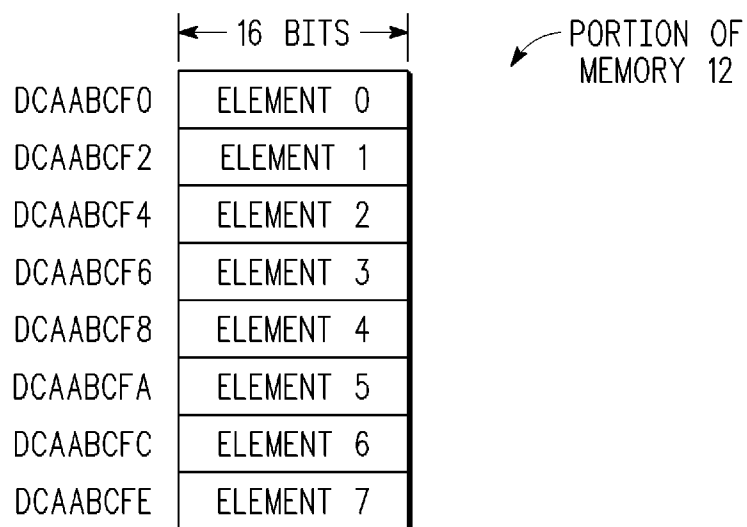 16 BITS
PORTION OF
MEMORY 12
DCAABCF0 ELEMENT 0
DCAABCF2 ELEMENT 1
DCAABCF4 ELEMENT 2
DCAABCF6 ELEMENT 3
DCAABCF8 ELEMENT 4
DCAABCFA ELEMENT 5
DCAABCFC ELEMENT 6
DCAABCFE ELEMENT 7